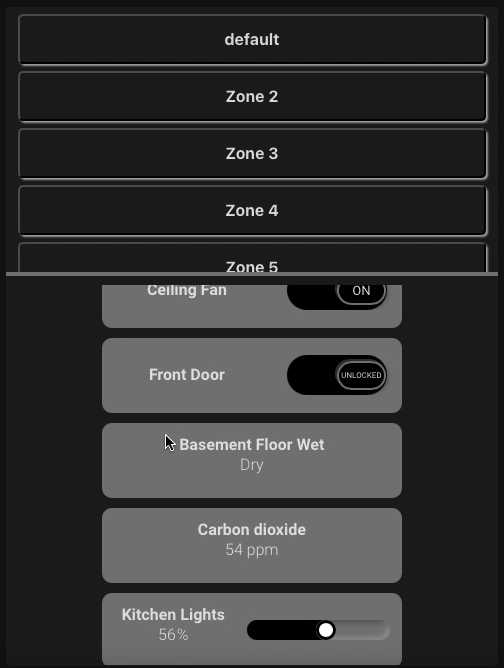 default
Zone 2
Zone 3
Zone 4
Zone 5
Ceiling Fan
ON
Front Door
UNLOCKED
Basement Floor Wet
Dry
Carbon dioxide
54 ppm
Kitchen Lights
56%